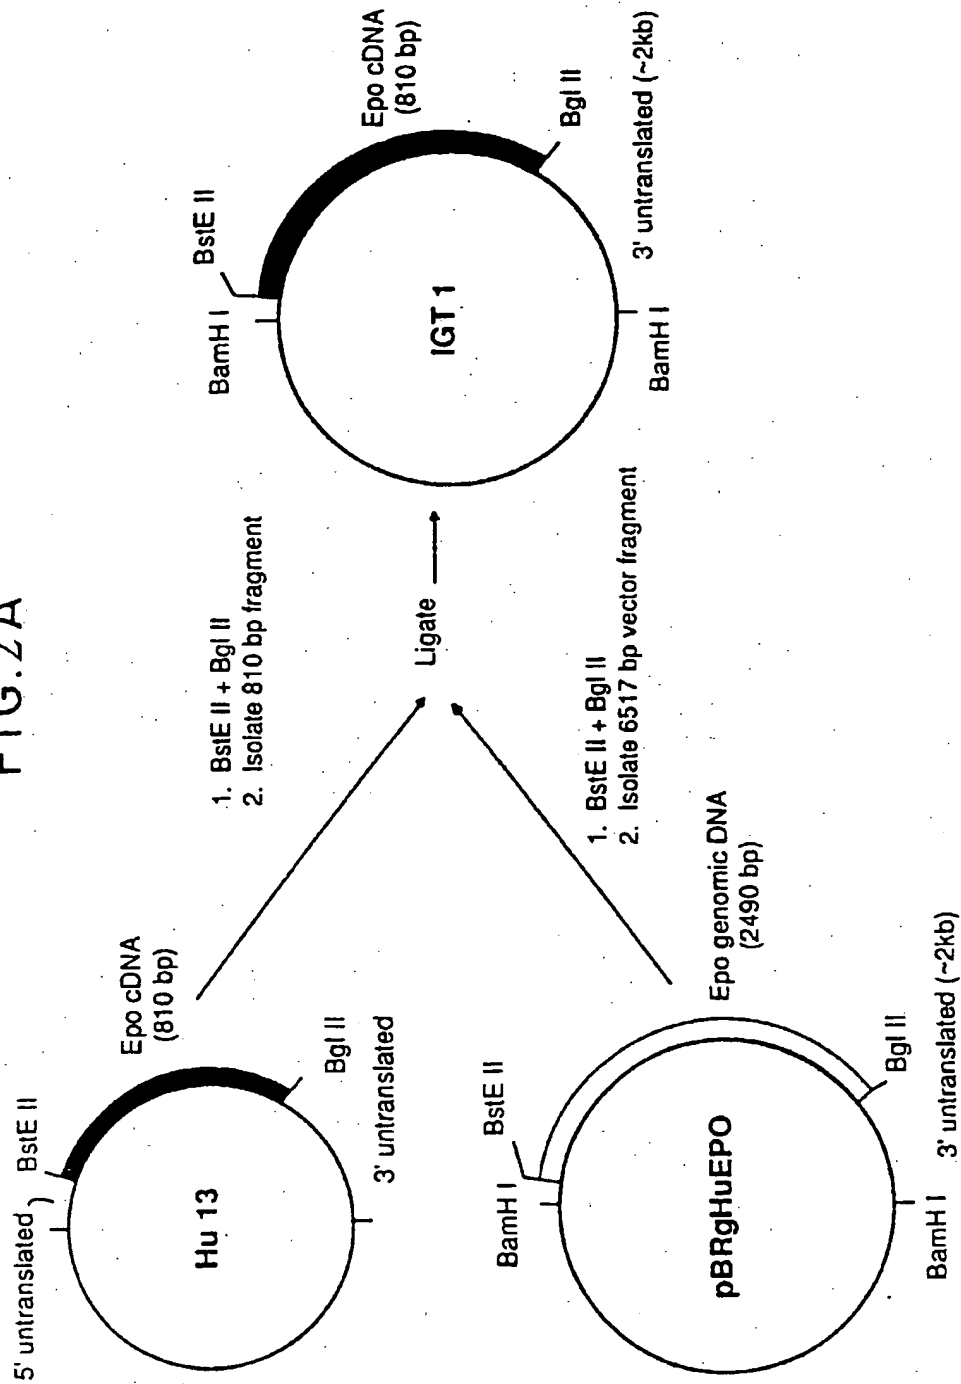 FIG.2A
5' untranslated
BstE II
Epo cDNA
(810 bp)
Hu 13
Bgl II
3' untranslated
1. BstE II + Bgl II
2. Isolate 810 bp fragment
Ligate
BamH I
BstE II
Epo genomic DNA
(2490 bp)
pBRgHuEPO
Bgl II
BamH I
3' untranslated (~2kb)
1. BstE II + Bgl II
2. Isolate 6517 bp vector fragment
BamH I
BstE II
Epo cDNA
(810 bp)
IGT 1
Bgl II
BamH I
3' untranslated (~2kb)